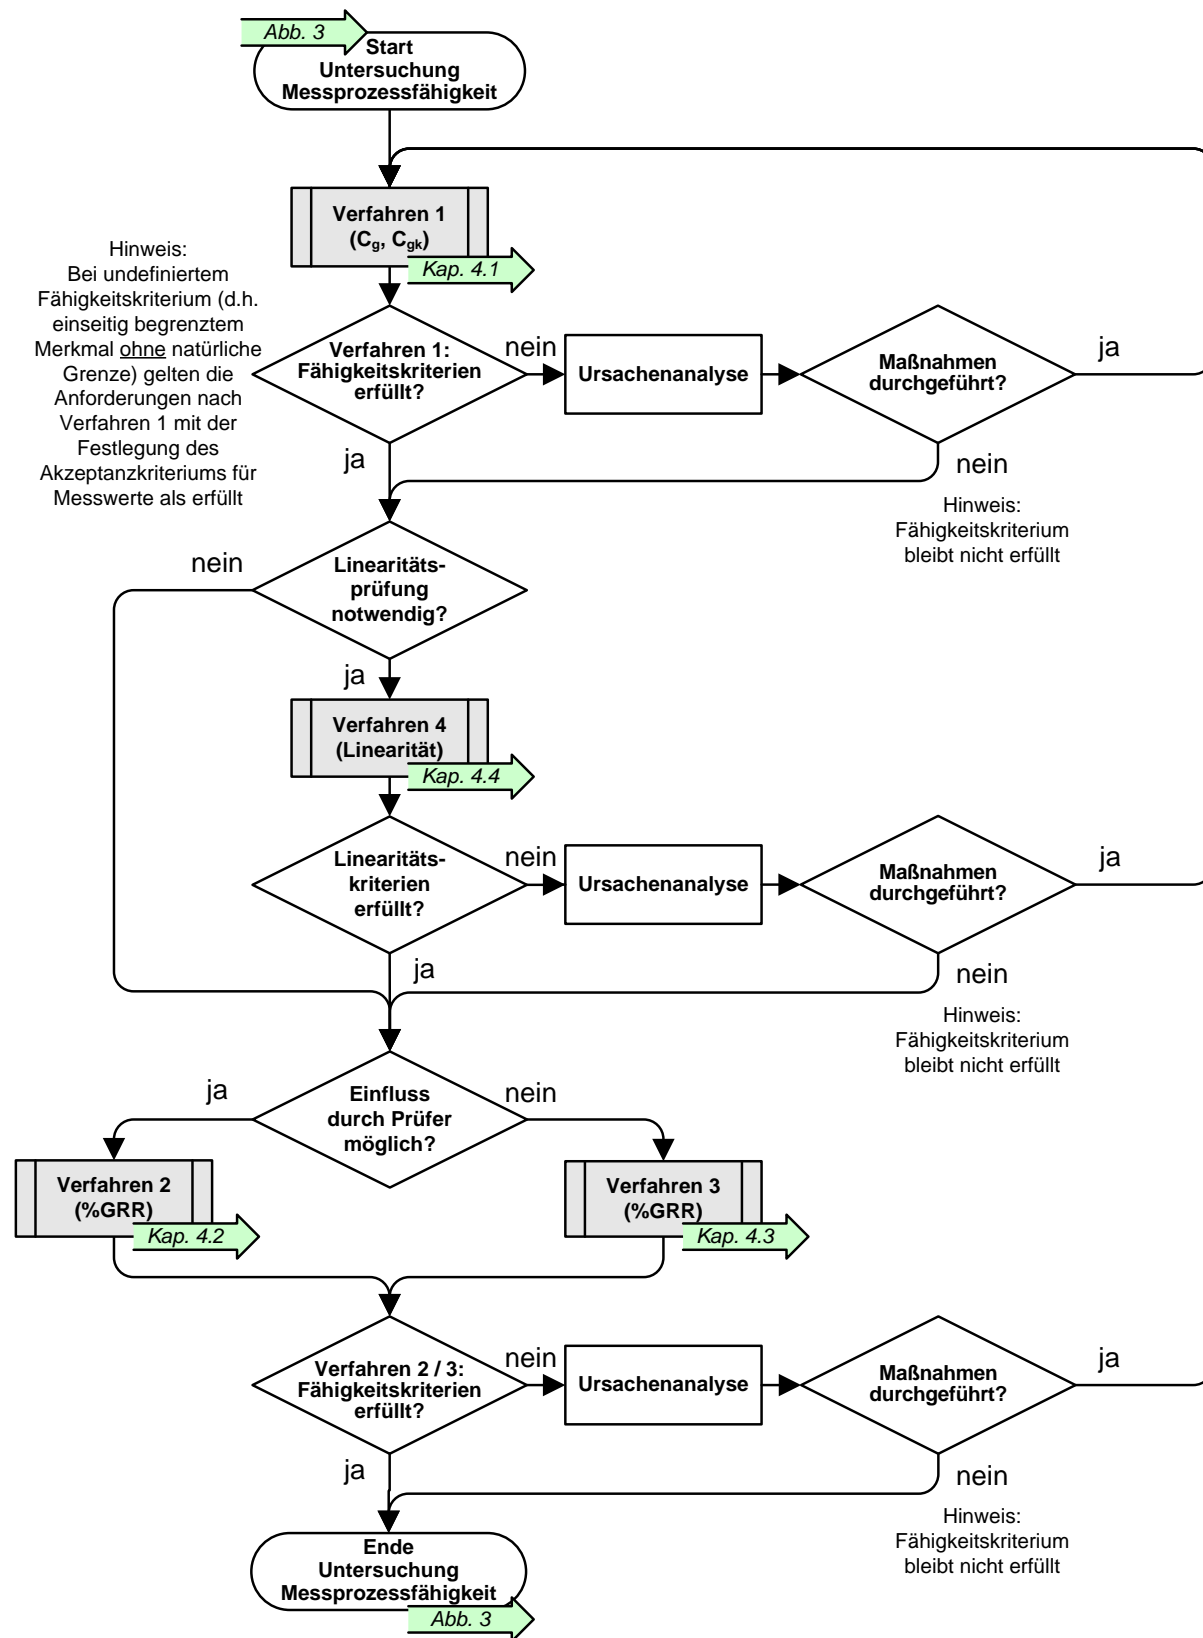 Abb. 3
Start
Untersuchung
Messprozessfähigkeit
Verfahren 1
(Cg, Cgk)
Kap. 4.1
Hinweis:
Bei undefiniertem
Fähigkeitskriterium (d.h.
einseitig begrenztem
Merkmal ohne natürliche
Grenze) gelten die
Anforderungen nach
Verfahren 1 mit der
Festlegung des
Akzeptanzkriteriums für
Messwerte als erfüllt
Verfahren 1:
Fähigkeitskriterien
erfüllt?
nein
Ursachenanalyse
Maßnahmen
durchgeführt?
ja
ja
nein
Hinweis:
Fähigkeitskriterium
bleibt nicht erfüllt
nein
Linearitäts-
prüfung
notwendig?
ja
Verfahren 4
(Linearität)
Kap. 4.4
Linearitäts-
kriterien
erfüllt?
nein
Ursachenanalyse
Maßnahmen
durchgeführt?
ja
ja
nein
Hinweis:
Fähigkeitskriterium
bleibt nicht erfüllt
ja
Einfluss
durch Prüfer
möglich?
nein
Verfahren 2
(%GRR)
Kap. 4.2
Verfahren 3
(%GRR)
Kap. 4.3
Verfahren 2 / 3:
Fähigkeitskriterien
erfüllt?
nein
Ursachenanalyse
Maßnahmen
durchgeführt?
ja
ja
nein
Hinweis:
Fähigkeitskriterium
bleibt nicht erfüllt
Ende
Untersuchung
Messprozessfähigkeit
Abb. 3